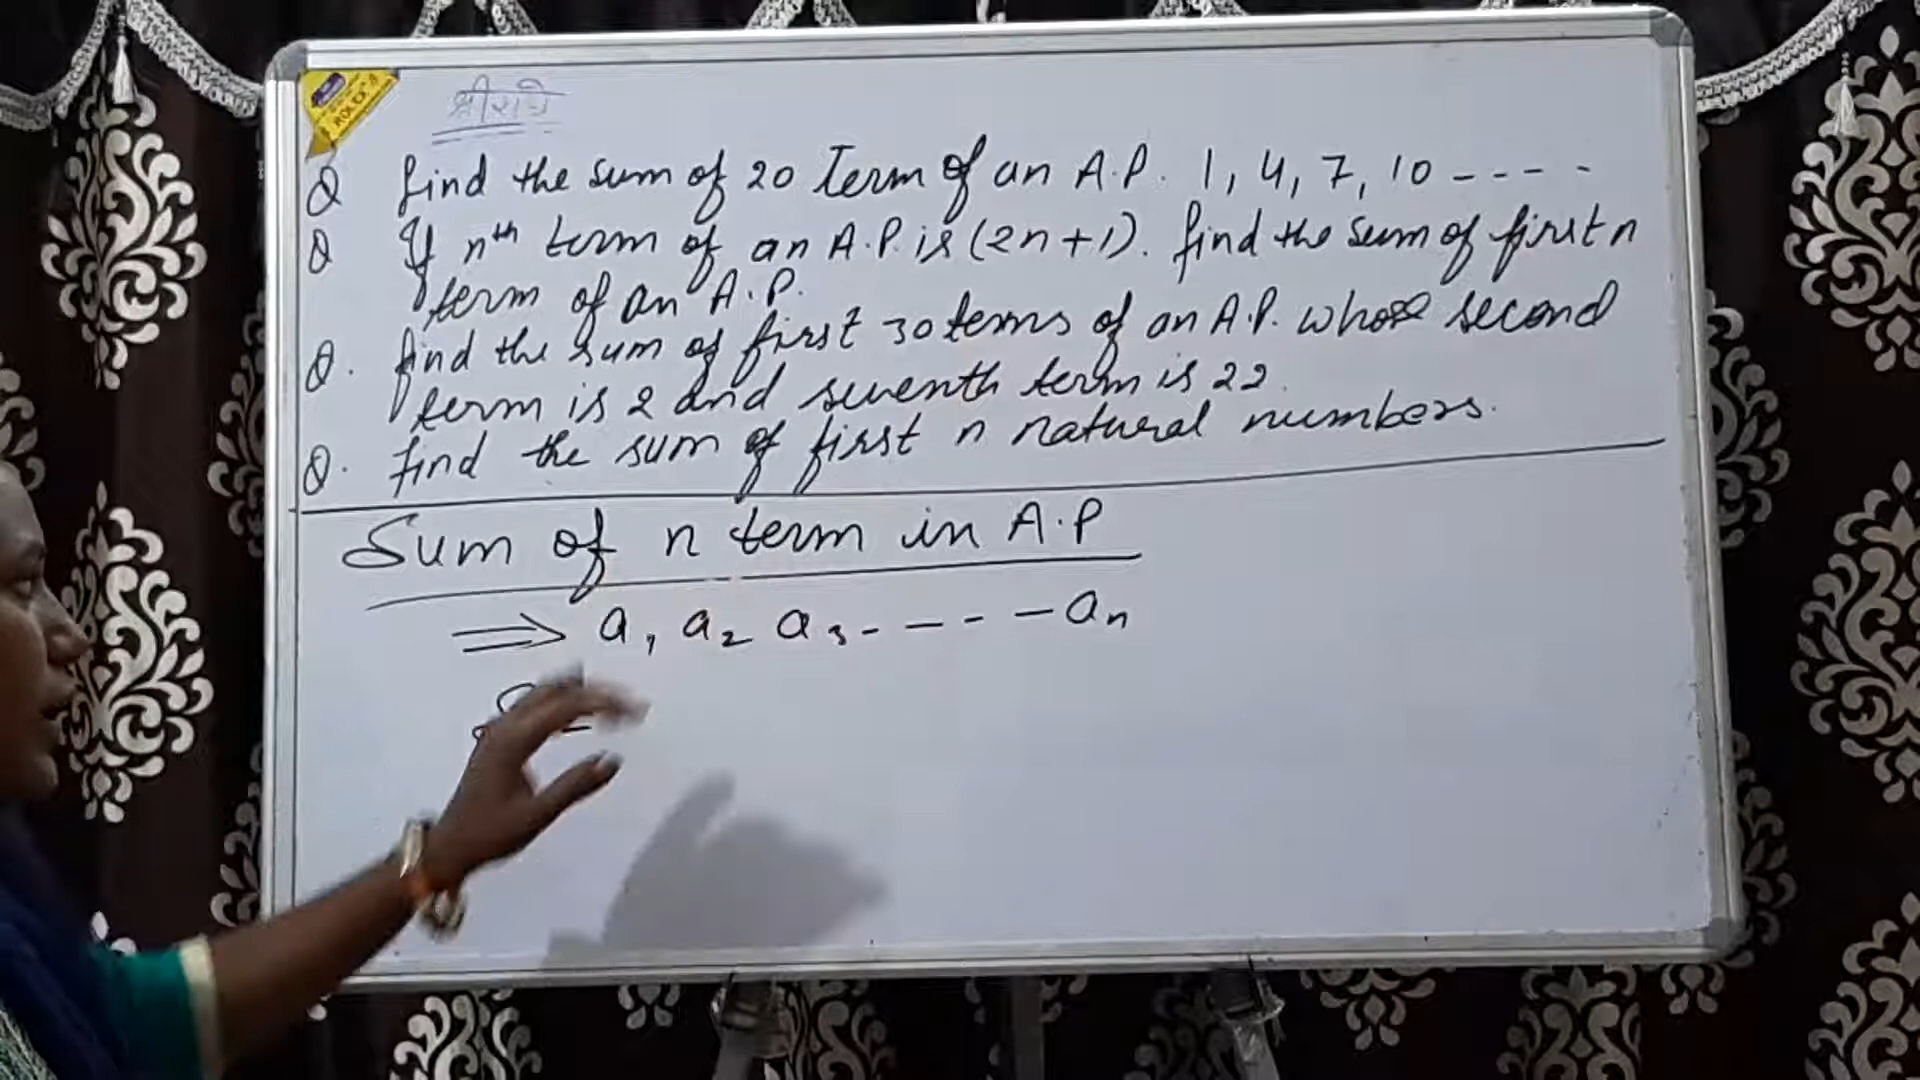 श्री राधे
Q find the sum of 20 Term of an A.P. 1, 4, 7, 10 - - - -
Q If nth term of an A.P. is (2n+1). find the sum of first n
term of an A.P.
Q. find the sum of first 30 terms of an A.P. whose second
term is 2 and seventh term is 22.
Q. find the sum of first n natural numbers.
Sum of n term in A.P
⇒ a1 a2 a3 - - - - - an